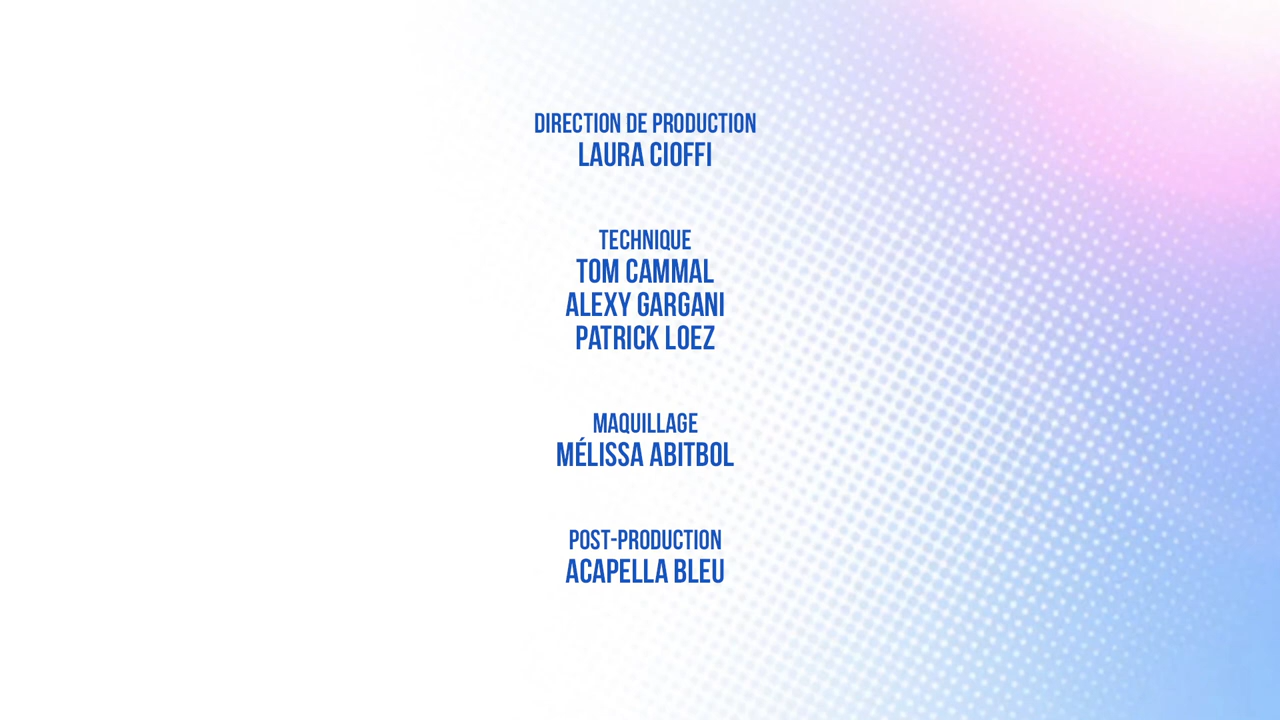 DIRECTION DE PRODUCTION
LAURA CIOFFI
TECHNIQUE
TOM CAMMAL
ALEXY GARGANI
PATRICK LOEZ
MAQUILLAGE
MÉLISSA ABITBOL
POST-PRODUCTION
ACAPELLA BLEU